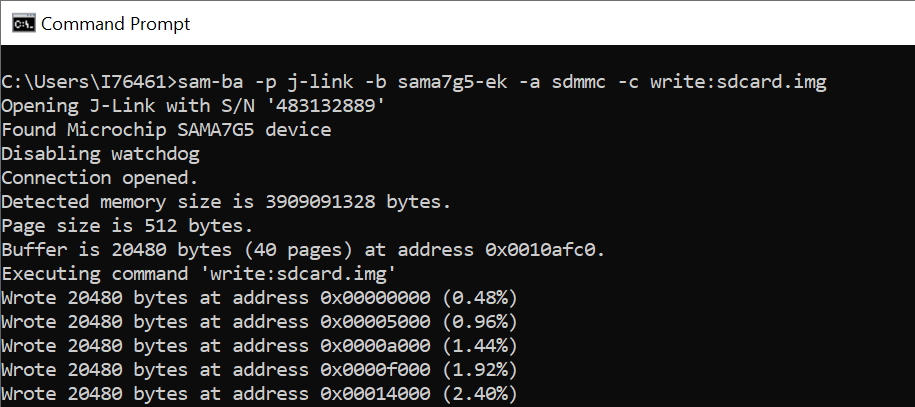 Command Prompt
C:\Users\I76461>sam-ba -p j-link -b sama7g5-ek -a sdmmc -c write:sdcard.img
Opening J-Link with S/N '483132889'
Found Microchip SAMA7G5 device
Disabling watchdog
Connection opened.
Detected memory size is 3909091328 bytes.
Page size is 512 bytes.
Buffer is 20480 bytes (40 pages) at address 0x0010afc0.
Executing command 'write:sdcard.img'
Wrote 20480 bytes at address 0x00000000 (0.48%)
Wrote 20480 bytes at address 0x00005000 (0.96%)
Wrote 20480 bytes at address 0x0000a000 (1.44%)
Wrote 20480 bytes at address 0x0000f000 (1.92%)
Wrote 20480 bytes at address 0x00014000 (2.40%)